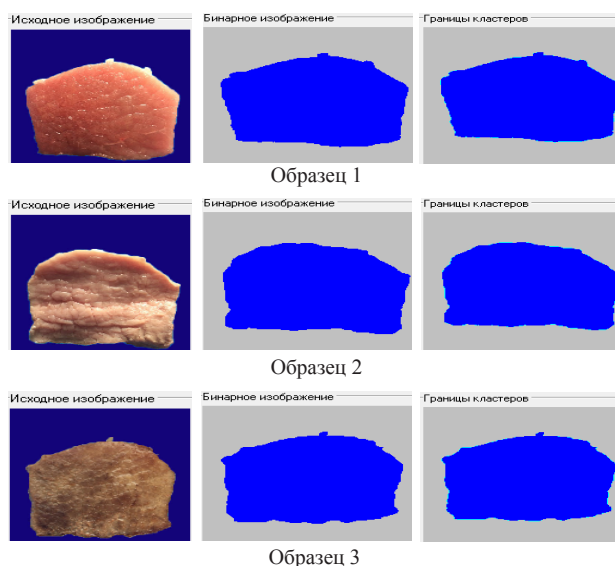 Исходное изображение Бинарное изображение Границы кластеров
Образец 1
Исходное изображение Бинарное изображение Границы кластеров
Образец 2
Исходное изображение Бинарное изображение Границы кластеров
Образец 3